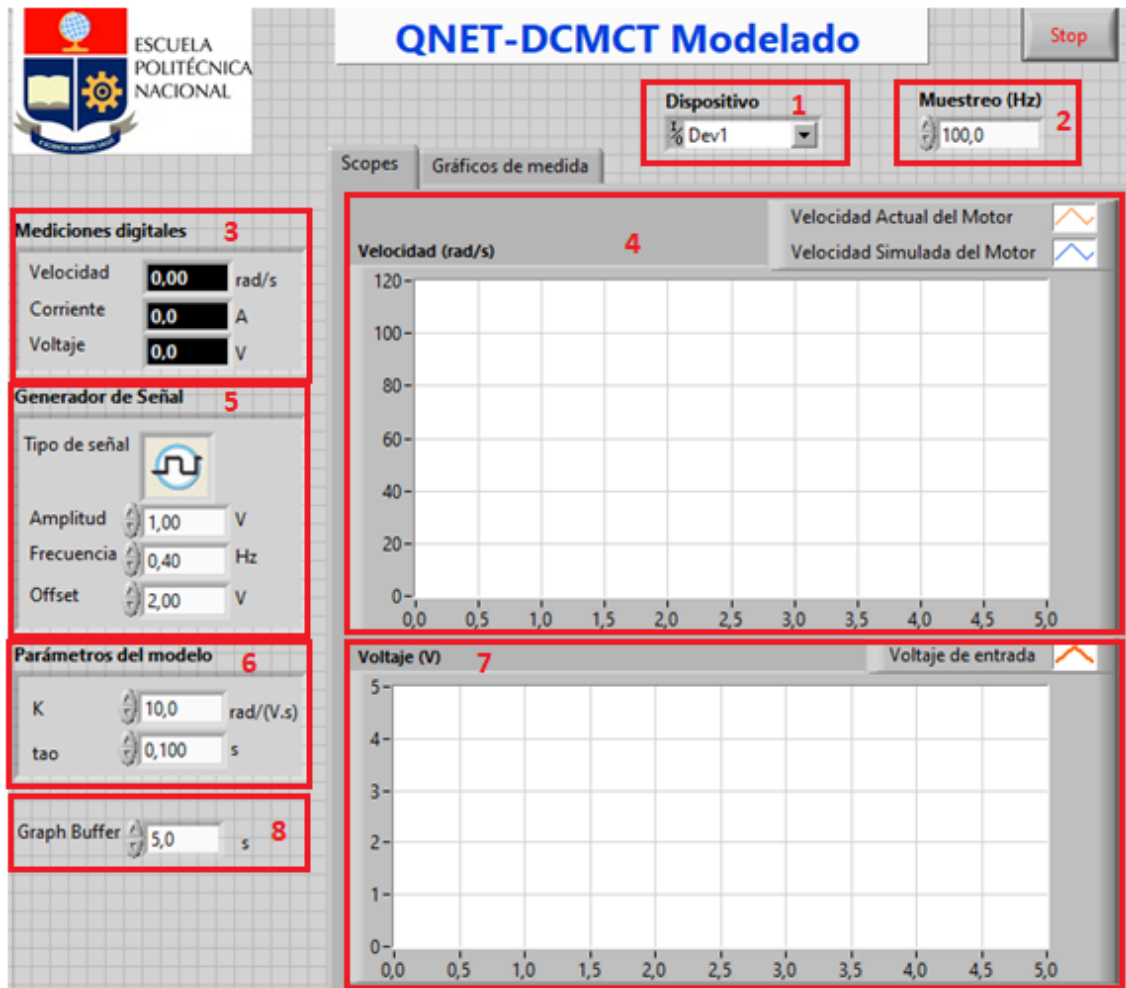 ESCUELA
POLITÉCNICA
NACIONAL
QNET-DCMCT Modelado
Stop
Dispositivo 1
Dev1
Muestreo (Hz)
100,0 2
Scopes Gráficos de medida
Mediciones digitales 3
Velocidad 0,00 rad/s
Corriente 0,0 A
Voltaje 0,0 V
Generador de Señal 5
Tipo de señal
Amplitud 1,00 V
Frecuencia 0,40 Hz
Offset 2,00 V
Parámetros del modelo 6
K 10,0 rad/(V.s)
tao 0,100 s
Graph Buffer 5,0 s 8
4
Velocidad Actual del Motor
Velocidad (rad/s) Velocidad Simulada del Motor
120
100
80
60
40
20
0
0,0 0,5 1,0 1,5 2,0 2,5 3,0 3,5 4,0 4,5 5,0
Voltaje (V) 7 Voltaje de entrada
5
4
3
2
1
0
0,0 0,5 1,0 1,5 2,0 2,5 3,0 3,5 4,0 4,5 5,0